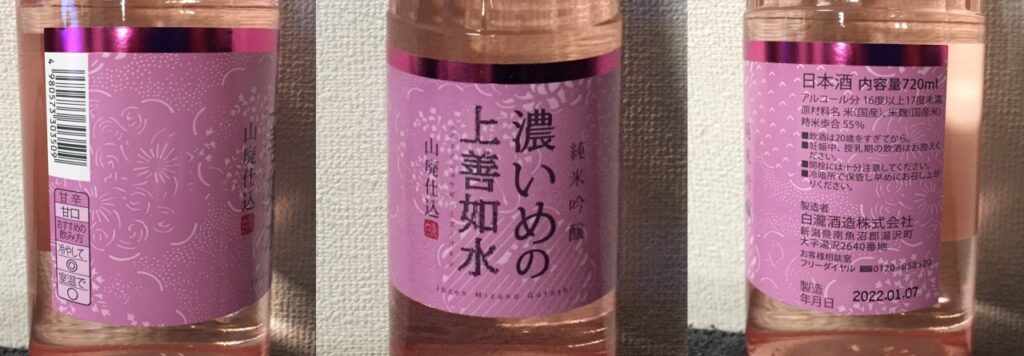 4 980573 303509
山廃仕込
甘辛
甘口
おすすめの
飲み方
冷やして
◎
室温で
○
純米吟醸
濃いめの
上善如水
山廃仕込
Jozen Mizuno Gotoshi
日本酒 内容量720ml
アルコール分 16度以上17度未満
原材料名 米(国産)、米麹(国産米)
精米歩合 55%
■飲酒は20歳をすぎてから。
■妊娠中、授乳期の飲酒はお控え
ください。
■開栓には十分注意してください。
■冷暗所で保管し早めにお召し上が
りください。
製造者
白瀧酒造株式会社
新潟県南魚沼郡湯沢町
大字湯沢2640番地
お客様相談室
フリーダイヤル 0120-858520
製造
年月日 2022.01.07